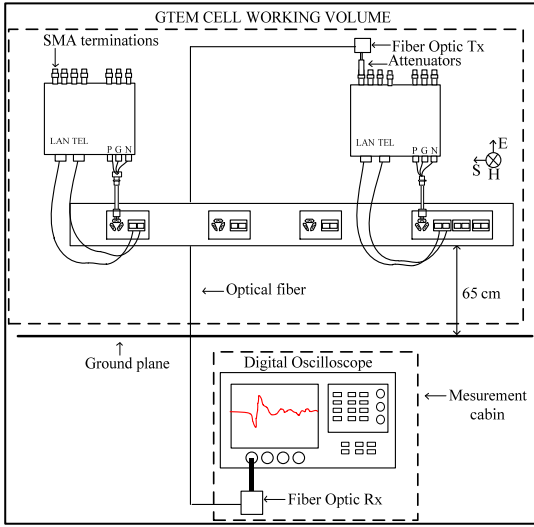 GTEM CELL WORKING VOLUME
SMA terminations
Fiber Optic Tx
Attenuators
LAN TEL
P G N
LAN TEL
P G N
E
S
H
65 cm
Optical fiber
Ground plane
Digital Oscilloscope
Mesurement
cabin
Fiber Optic Rx